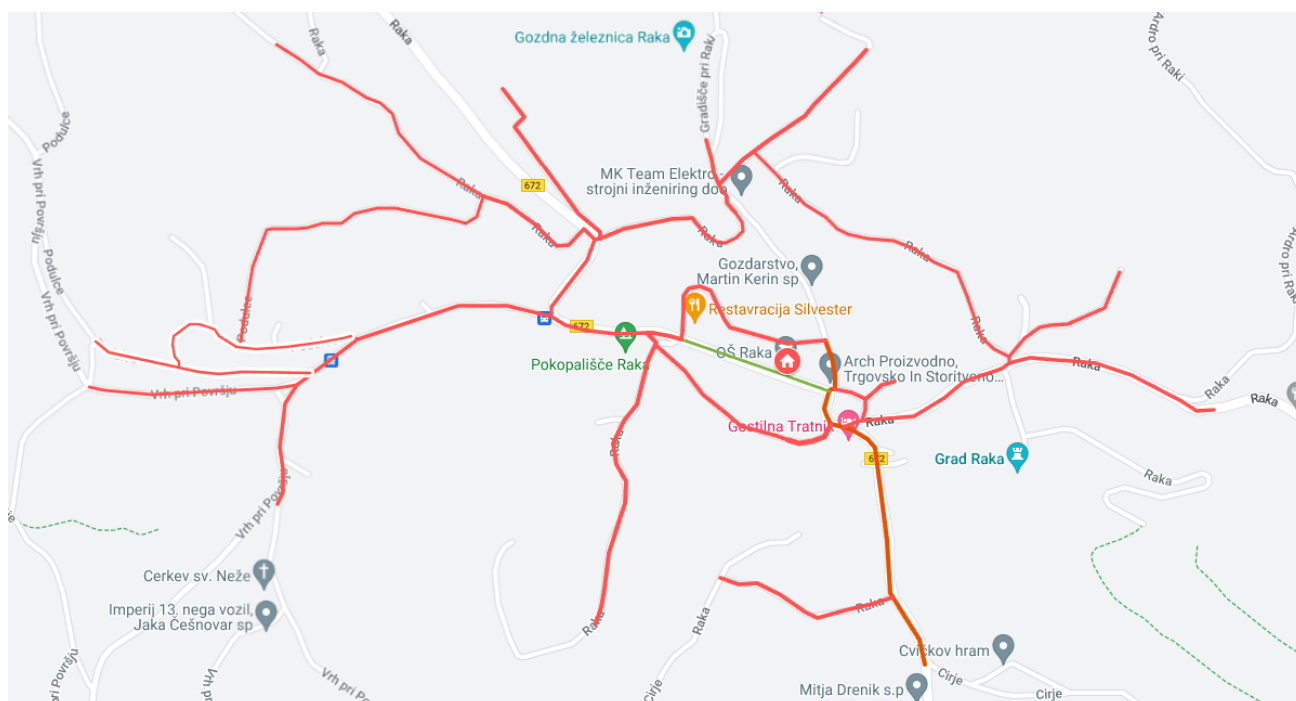 Raka
Raka
Gozdna železnica Raka
Gradišče pri Raki
Ardro pri Raki
Podulce
Vrh pri Površju
MK Team Elektro -
strojni inženiring doo
672
Raka
Raka
Raka
Raka
Raka
Ardro pri Raki
Podulce
Gozdarstvo,
Martin Kerin sp
Podulce
Vrh pri Površju
Restavracija Silvester
672
Raka
Pokopališče Raka
OŠ Raka
Arch Proizvodno,
Trgovsko In Storitveno...
Raka
Raka
Vrh pri Površju
Gostilna Tratnik
Raka
Raka
Raka
Raka
Grad Raka
Raka
Vrh pri Površju
Cerkev sv. Neže
Imperij 13, nega vozil,
Jaka Češnovar sp
Raka
Raka
Raka
Cvičkov hram
Vrh pri Površju
Vrh pri
Cirje
Mitja Drenik s.p
Cirje
Cirje
Vrh pri Površju